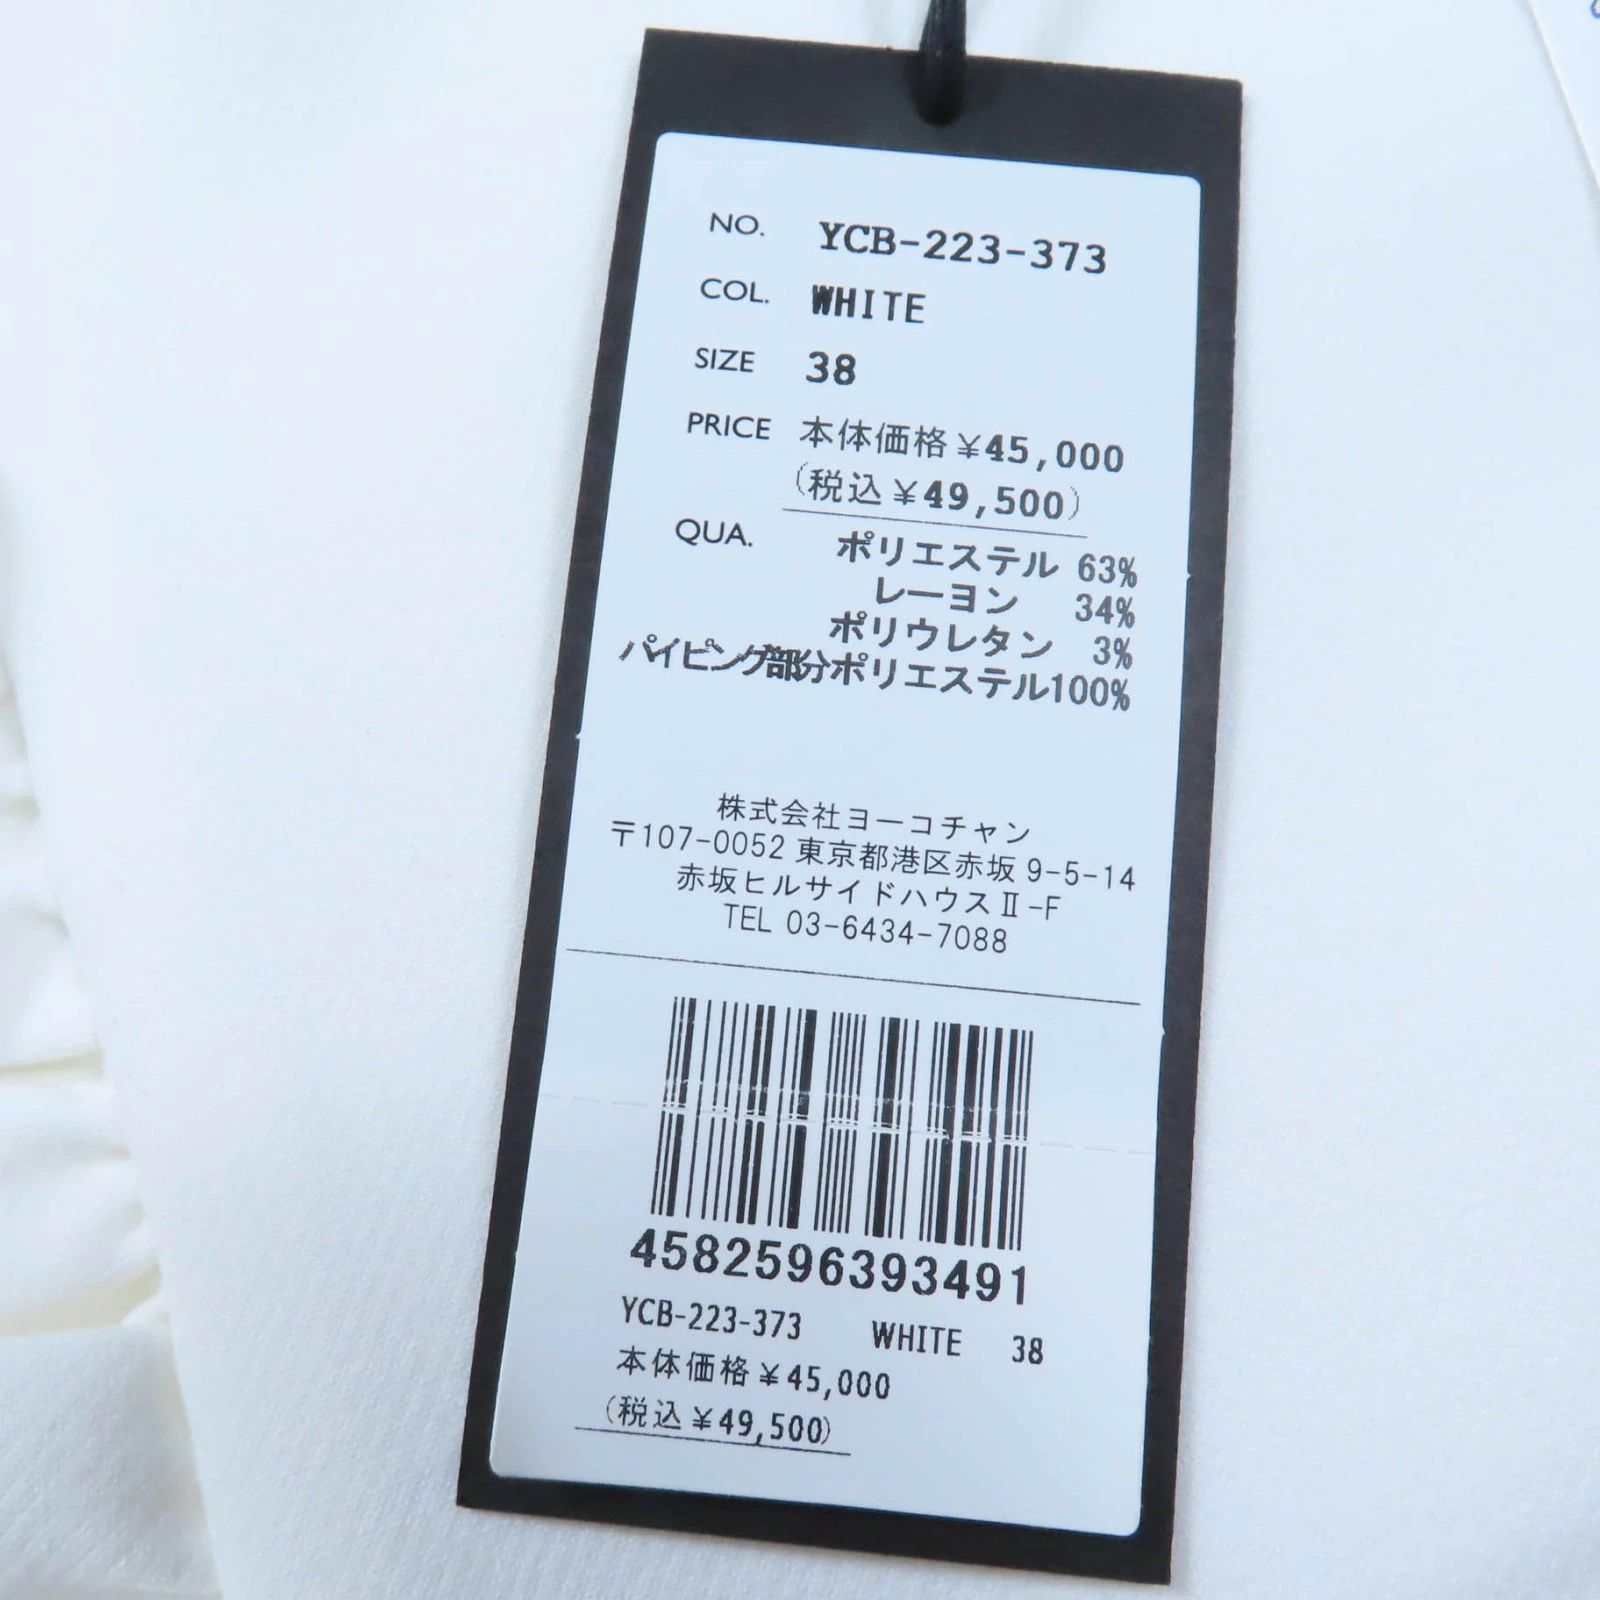 NO. YCB-223-373
COL. WHITE
SIZE 38
PRICE 本体価格¥45,000
(税込¥49,500)
QUA. ポリエステル 63%
レーヨン 34%
ポリウレタン 3%
パイピング部分ポリエステル100%
株式会社ヨーコチャン
〒107-0052 東京都港区赤坂 9-5-14
赤坂ヒルサイドハウスⅡ-F
TEL 03-6434-7088
4582596393491
YCB-223-373 WHITE 38
本体価格¥45,000
(税込¥49,500)